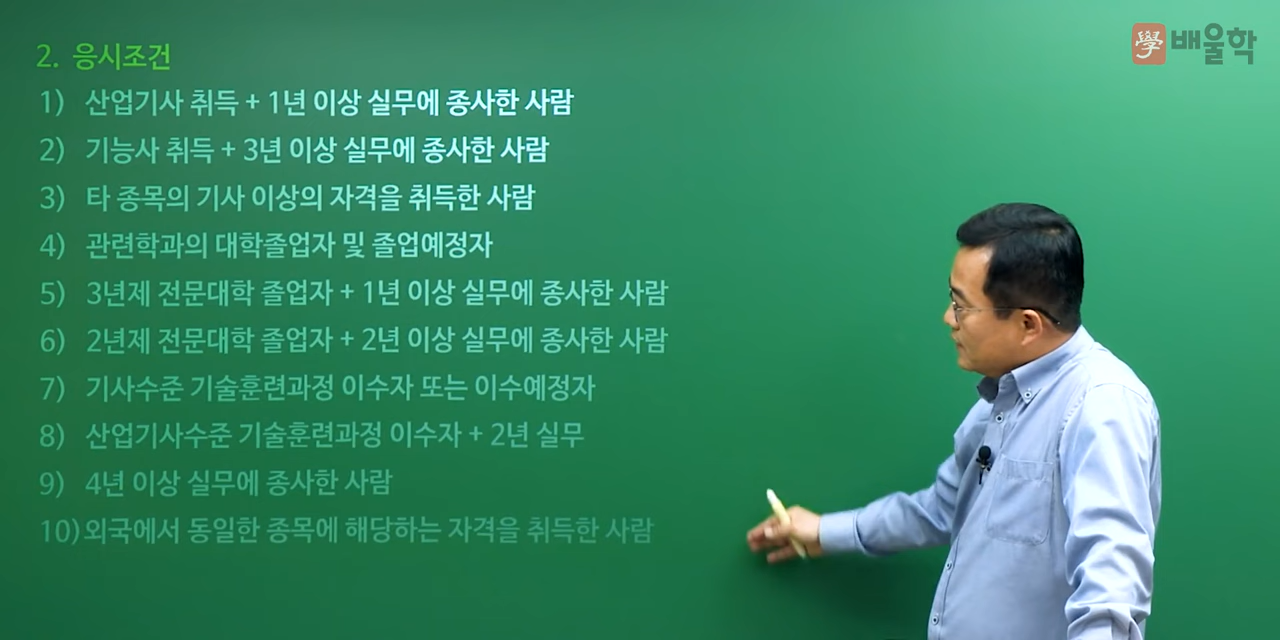 學 배울학
2. 응시조건
1) 산업기사 취득 + 1년 이상 실무에 종사한 사람
2) 기능사 취득 + 3년 이상 실무에 종사한 사람
3) 타 종목의 기사 이상의 자격을 취득한 사람
4) 관련학과의 대학졸업자 및 졸업예정자
5) 3년제 전문대학 졸업자 + 1년 이상 실무에 종사한 사람
6) 2년제 전문대학 졸업자 + 2년 이상 실무에 종사한 사람
7) 기사수준 기술훈련과정 이수자 또는 이수예정자
8) 산업기사수준 기술훈련과정 이수자 + 2년 실무
9) 4년 이상 실무에 종사한 사람
10) 외국에서 동일한 종목에 해당하는 자격을 취득한 사람